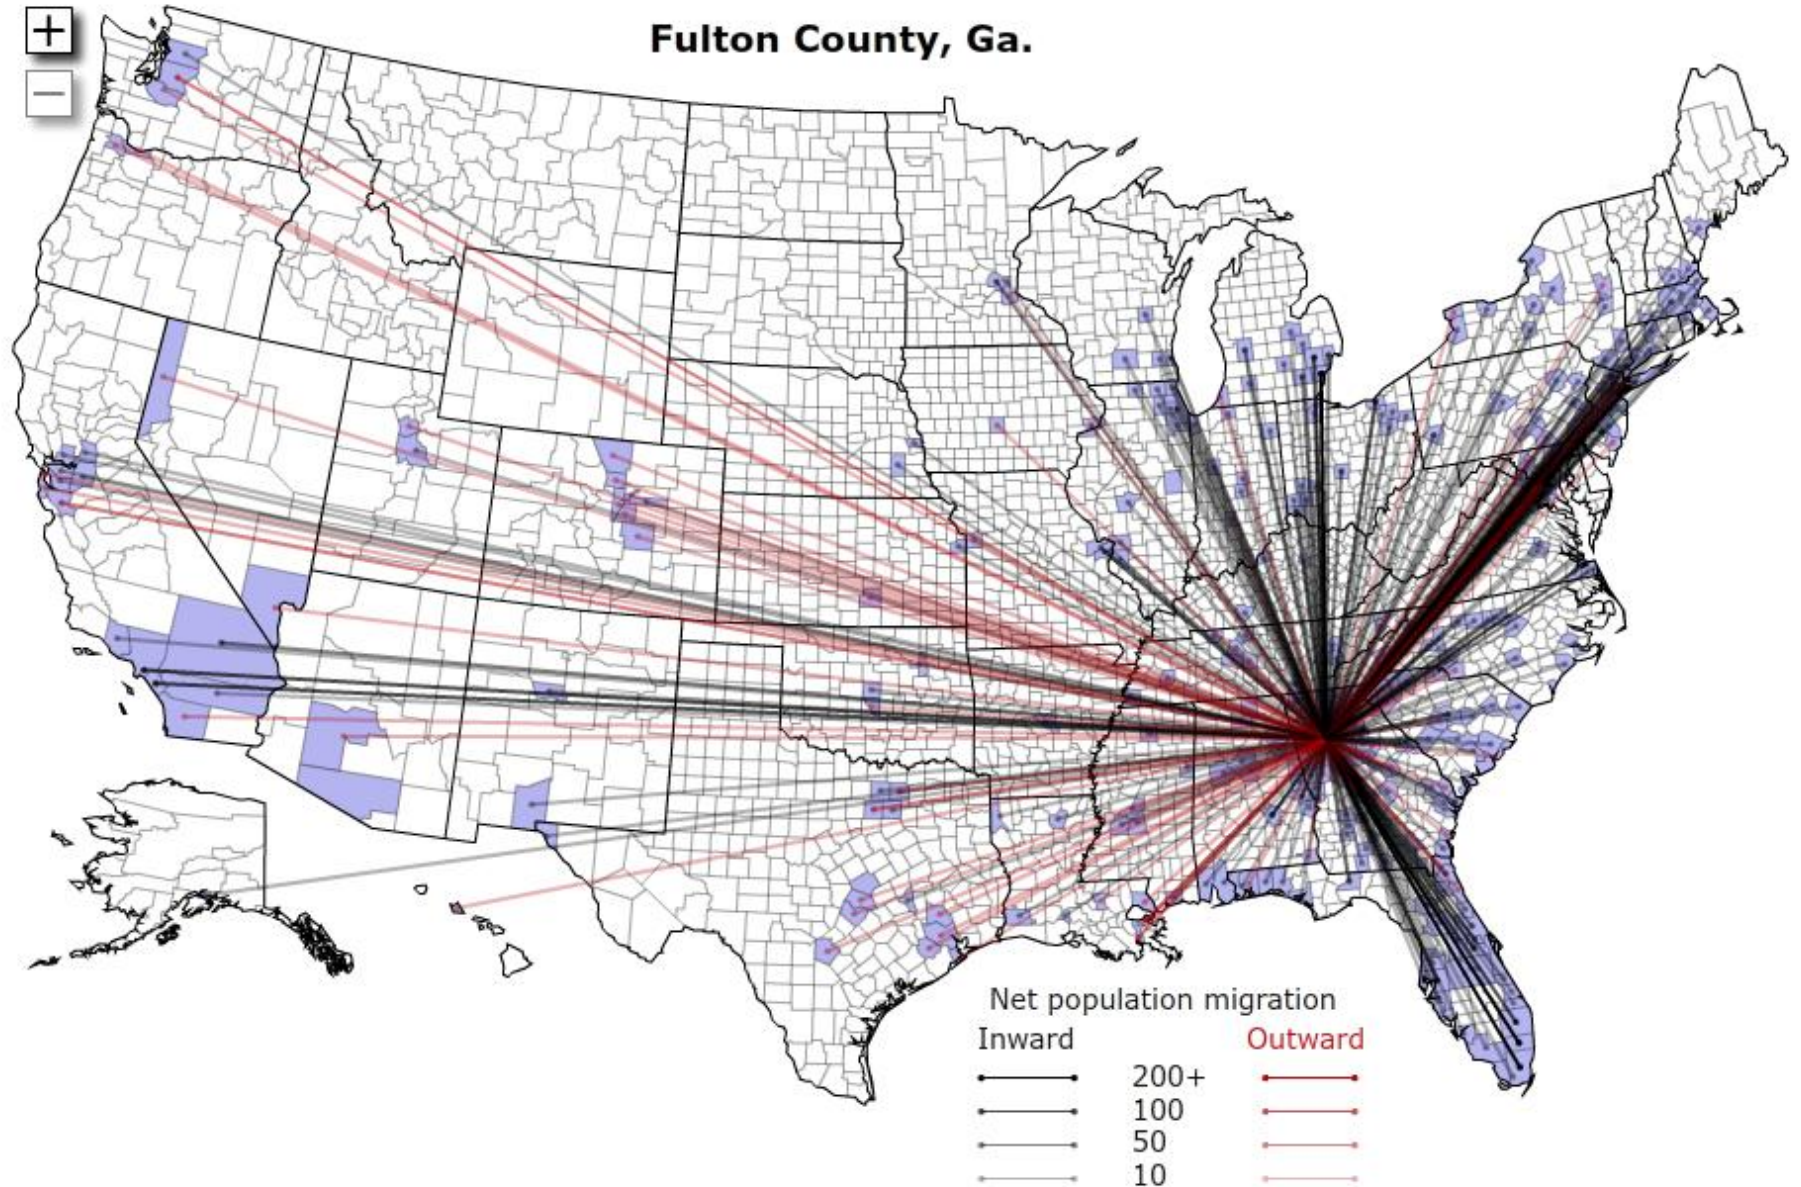 +
−
Fulton County, Ga.
Net population migration
Inward Outward
200+
100
50
10